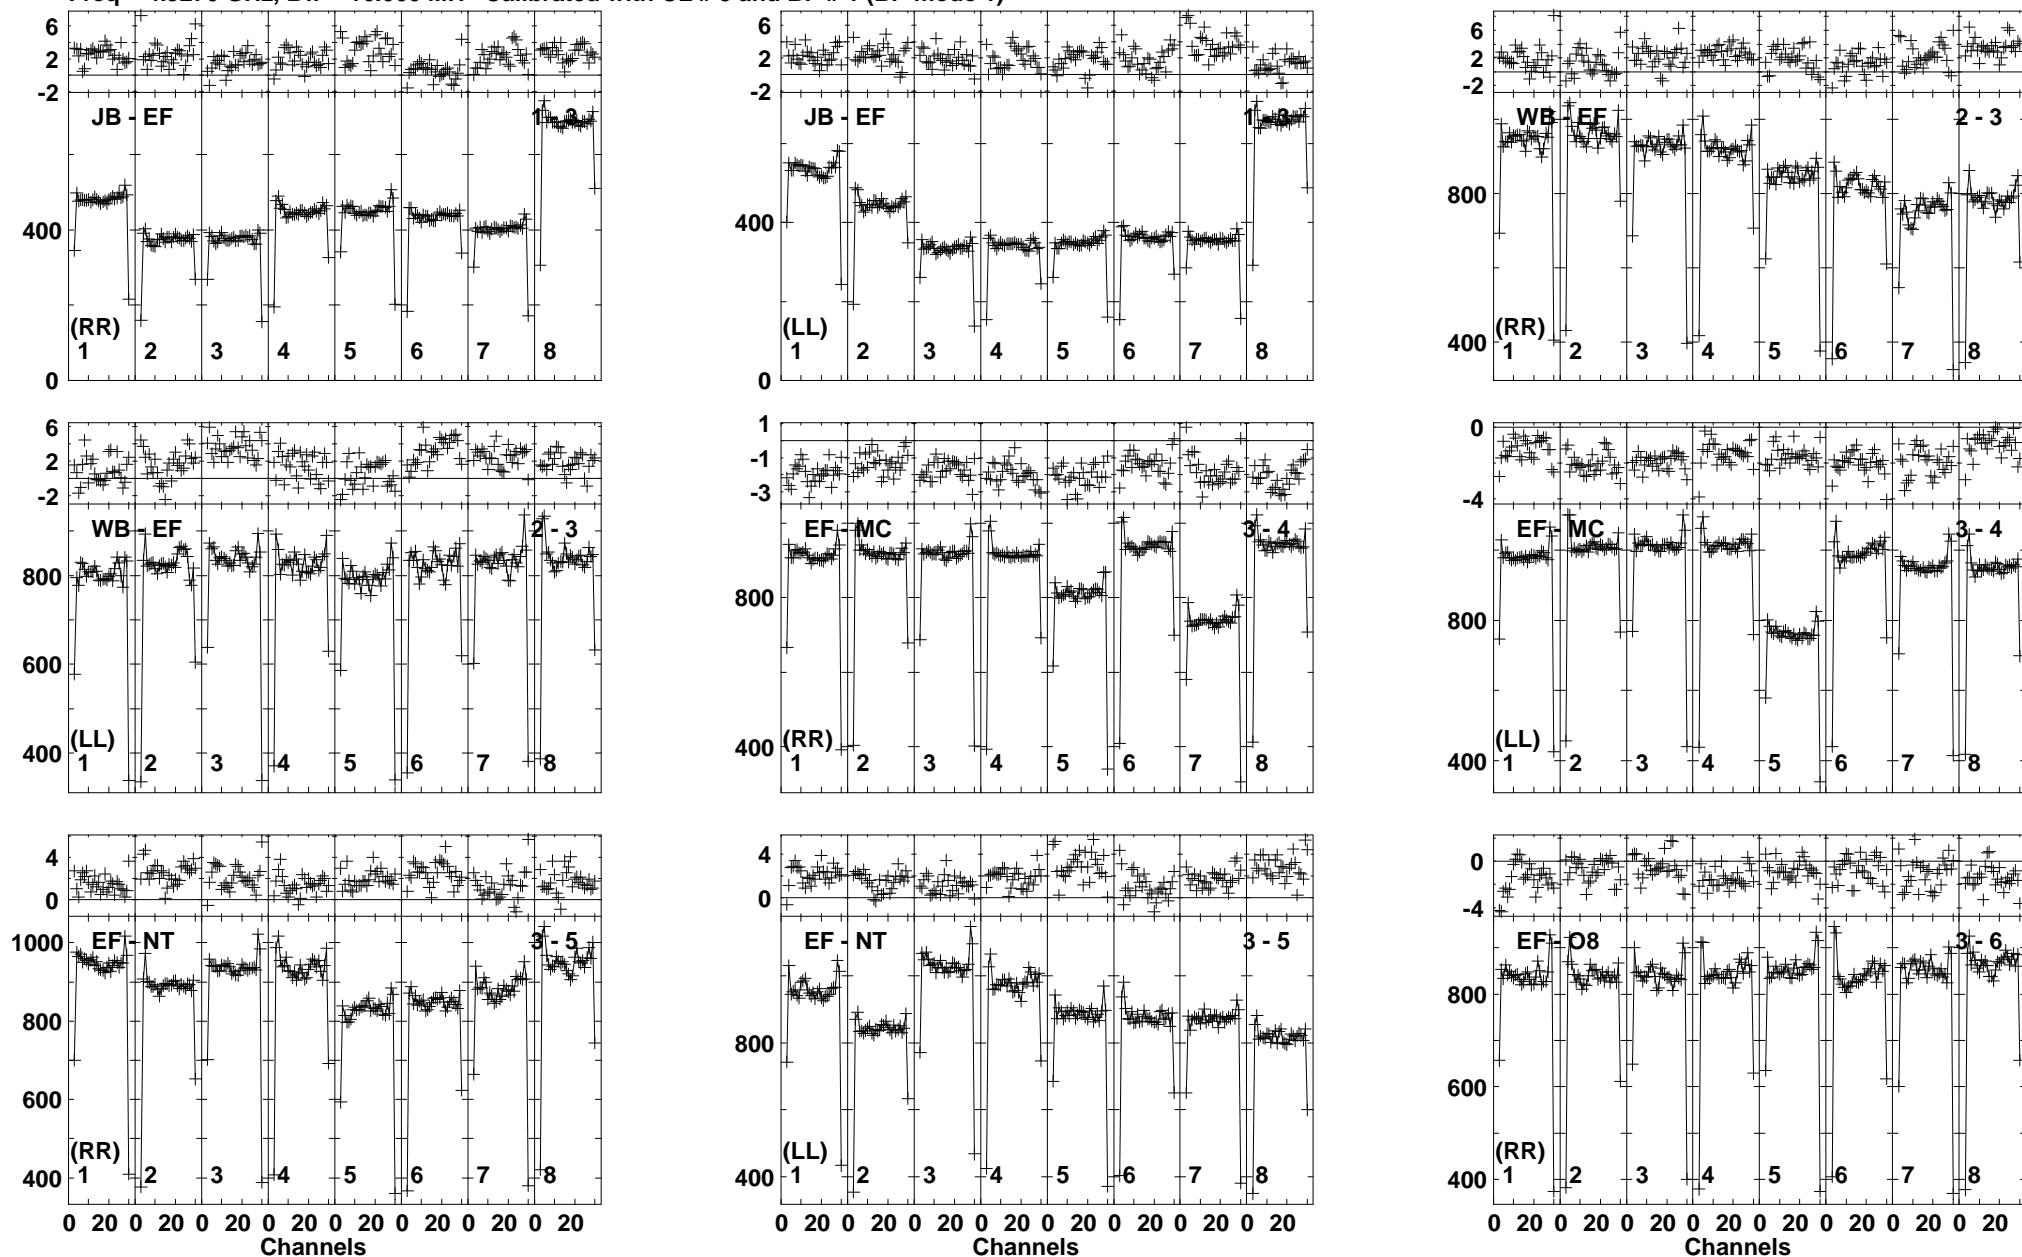 6 2 -2 6 2 -2 6 2 -2
JB - EF 1 - 3 JB - EF 1 - 3 WB - EF 2 - 3
400 400 800
(RR) (LL) (RR) 400
1 2 3 4 5 6 7 8 1 2 3 4 5 6 7 8 1 2 3 4 5 6 7 8
0 0
6 2 -2 1 -1 -3 0 -4
WB - EF 2 - 3 EF - MC 3 - 4 EF - MC 3 - 4
800 800 800
600
400 (LL) 400 (RR) 400 (LL)
1 2 3 4 5 6 7 8 1 2 3 4 5 6 7 8 1 2 3 4 5 6 7 8
4 0 4 0 0 -4
1000 EF - NT 3 - 5 EF - NT 3 - 5 EF - O8 3 - 6
800 800 800
600 600
400 (RR) 400 (LL) 400 (RR)
1 2 3 4 5 6 7 8 1 2 3 4 5 6 7 8 1 2 3 4 5 6 7 8
0 20 0 20 0 20 0 20 0 20 0 20 0 20 0 20 0 20 0 20 0 20 0 20 0 20 0 20 0 20 0 20 0 20 0 20 0 20 0 20 0 20 0 20 0 20 0 20
Channels Channels Channels